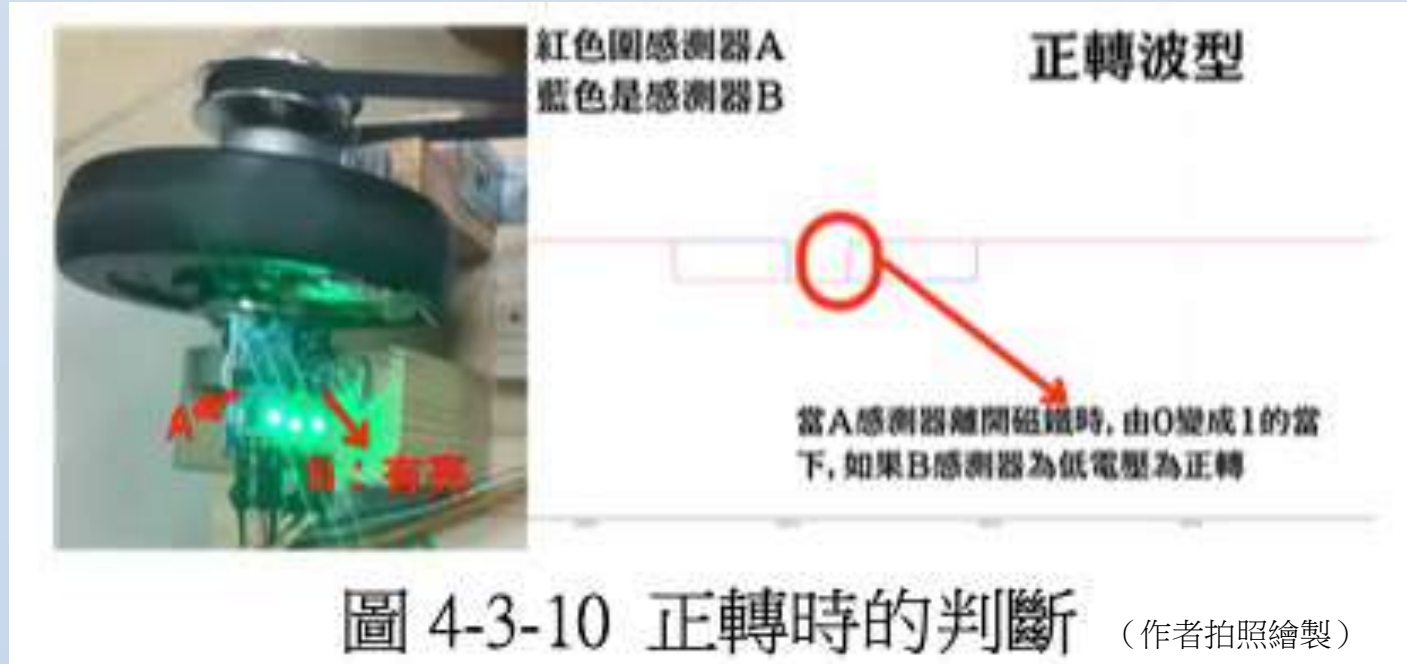 紅色圍感測器A
藍色是感測器B
正轉波型
A
B：有亮
當A感測器離開磁鐵時，由0變成1的當
下，如果B感測器為低電壓為正轉
圖 4-3-10 正轉時的判斷 （作者拍照繪製）